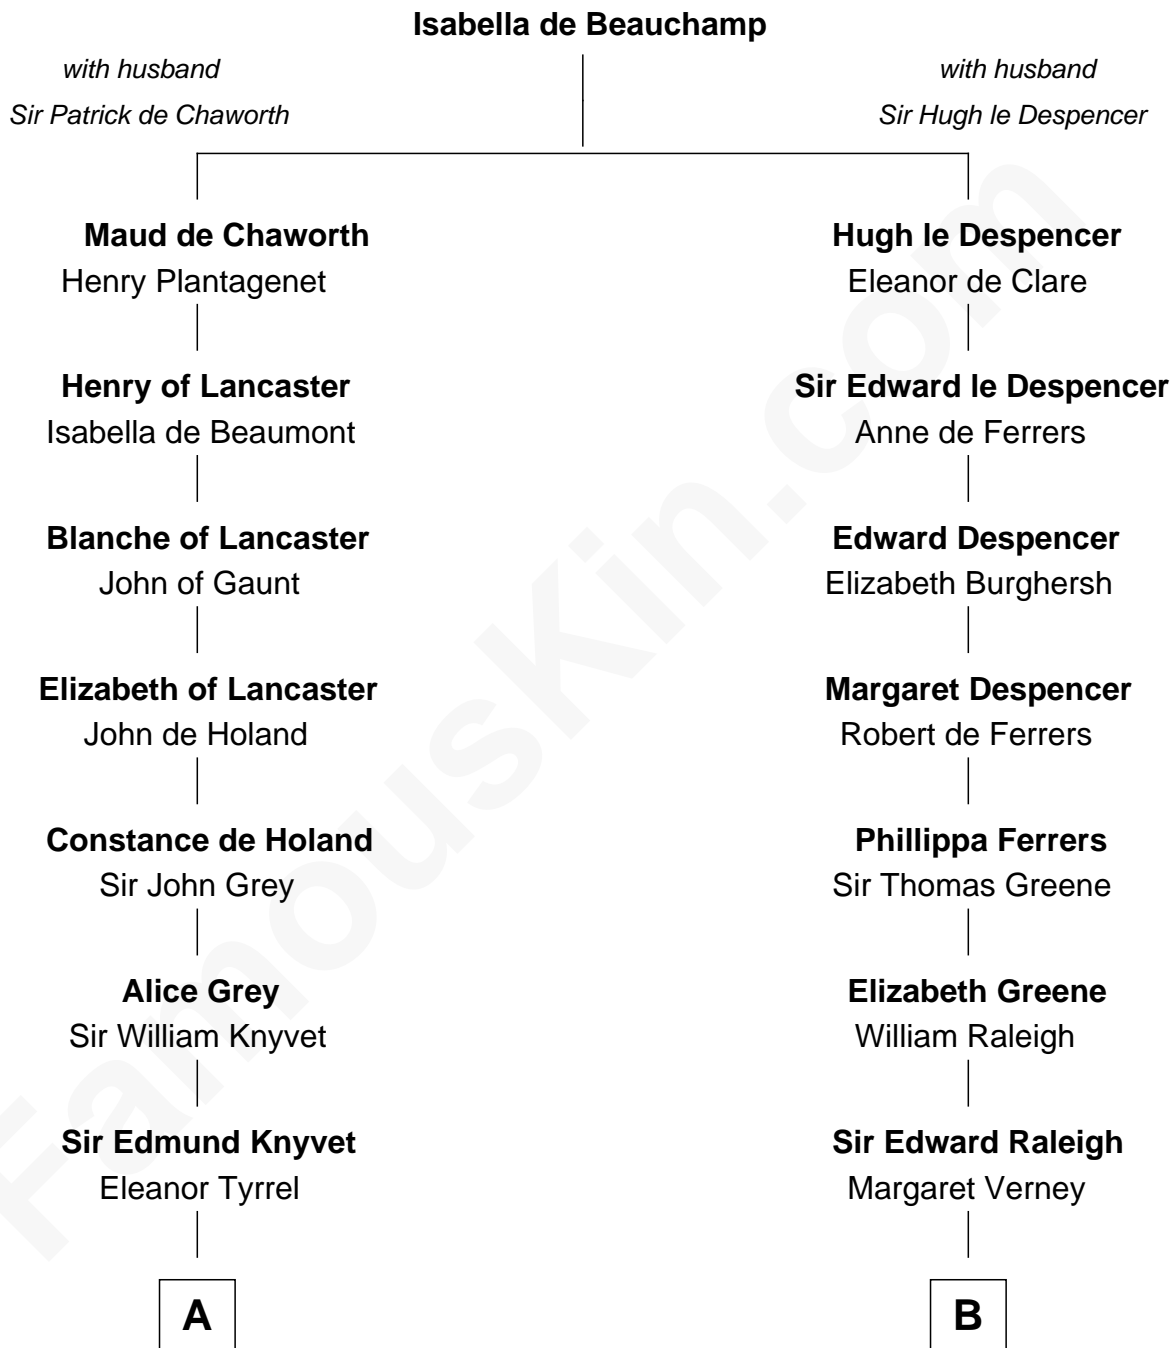 Isabella de Beauchamp
with husband
Sir Patrick de Chaworth
with husband
Sir Hugh le Despencer
Maud de Chaworth
Henry Plantagenet
Hugh le Despencer
Eleanor de Clare
Henry of Lancaster
Isabella de Beaumont
Sir Edward le Despencer
Anne de Ferrers
Blanche of Lancaster
John of Gaunt
Edward Despencer
Elizabeth Burghersh
Elizabeth of Lancaster
John de Holand
Margaret Despencer
Robert de Ferrers
Constance de Holand
Sir John Grey
Phillippa Ferrers
Sir Thomas Greene
Alice Grey
Sir William Knyvet
Elizabeth Greene
William Raleigh
Sir Edmund Knyvet
Eleanor Tyrrel
Sir Edward Raleigh
Margaret Verney
A
B
FamousKin.com